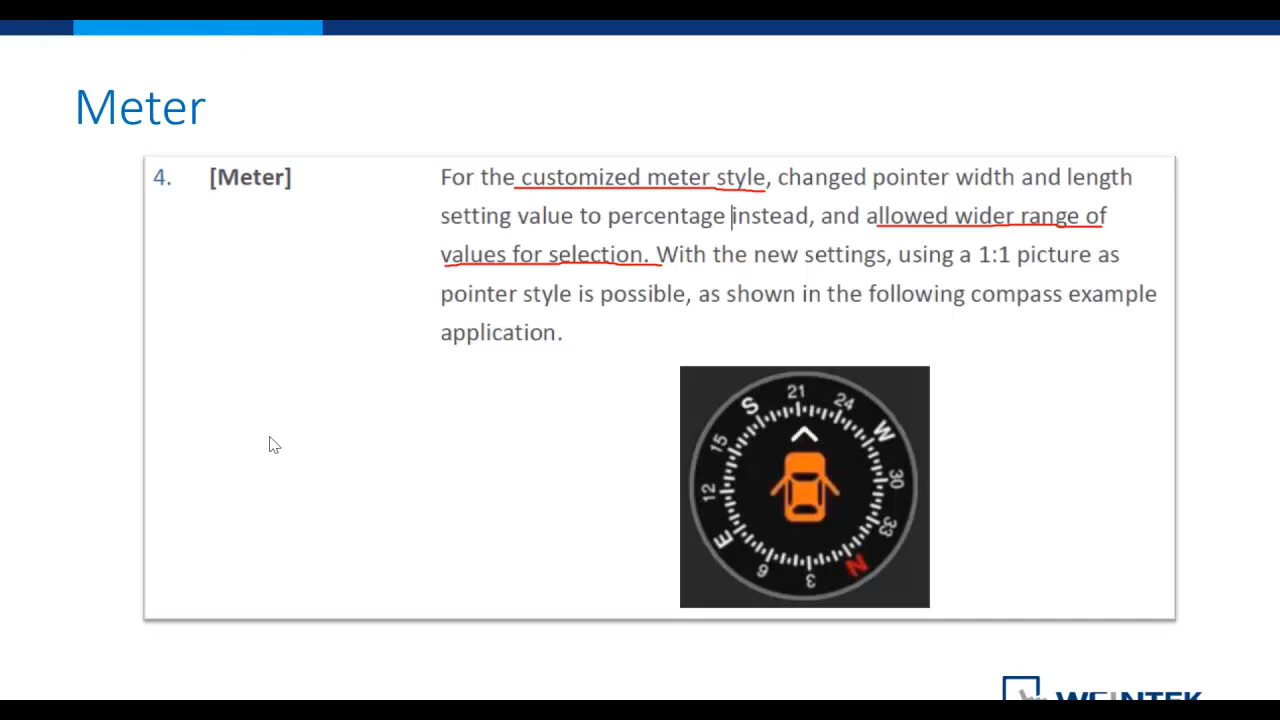 Meter
4. [Meter] For the customized meter style, changed pointer width and length
setting value to percentage instead, and allowed wider range of
values for selection. With the new settings, using a 1:1 picture as
pointer style is possible, as shown in the following compass example
application.
21
S 24
15 W
12 30
E 33
6 3 N
WEINTEK